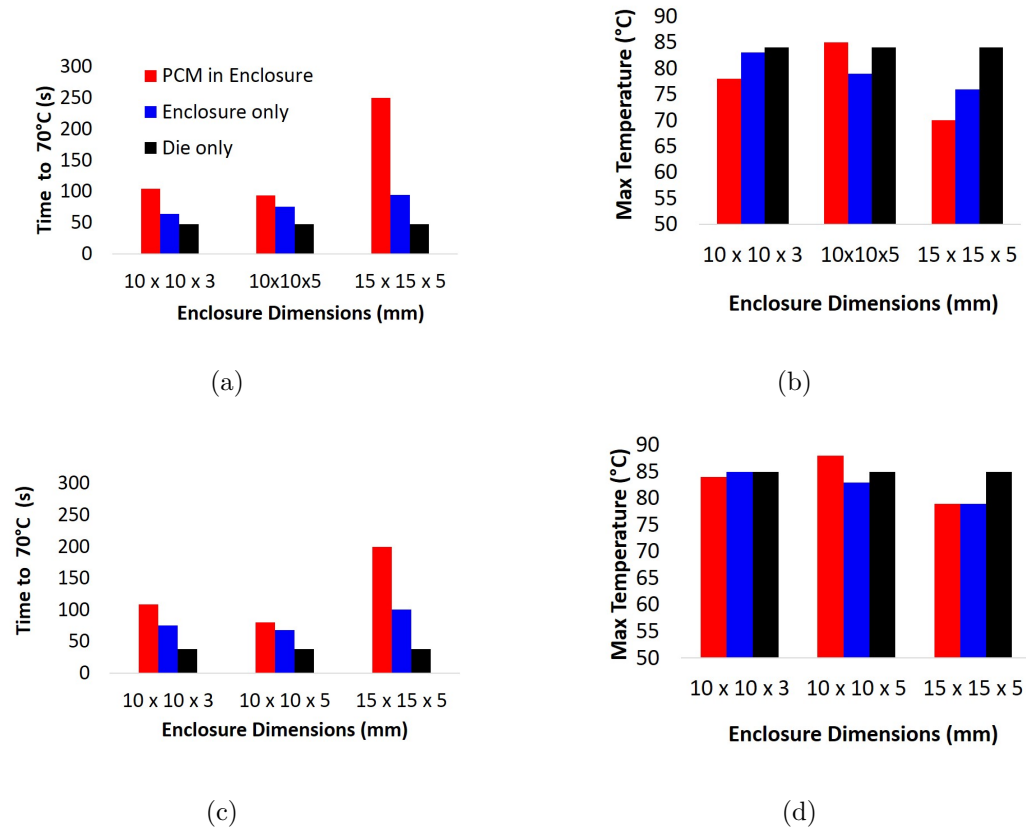 300
250
200
150
100
50
0
Time to 70°C (s)
PCM in Enclosure
Enclosure only
Die only
10 x 10 x 3 10x10x5 15 x 15 x 5
Enclosure Dimensions (mm)
(a)
90
85
80
75
70
65
60
55
50
Max Temperature (°C)
10 x 10 x 3 10x10x5 15 x 15 x 5
Enclosure Dimensions (mm)
(b)
300
250
200
150
100
50
0
Time to 70°C (s)
10 x 10 x 3 10 x 10 x 5 15 x 15 x 5
Enclosure Dimensions (mm)
(c)
90
85
80
75
70
65
60
55
50
Max Temperature (°C)
10 x 10 x 3 10 x 10 x 5 15 x 15 x 5
Enclosure Dimensions (mm)
(d)